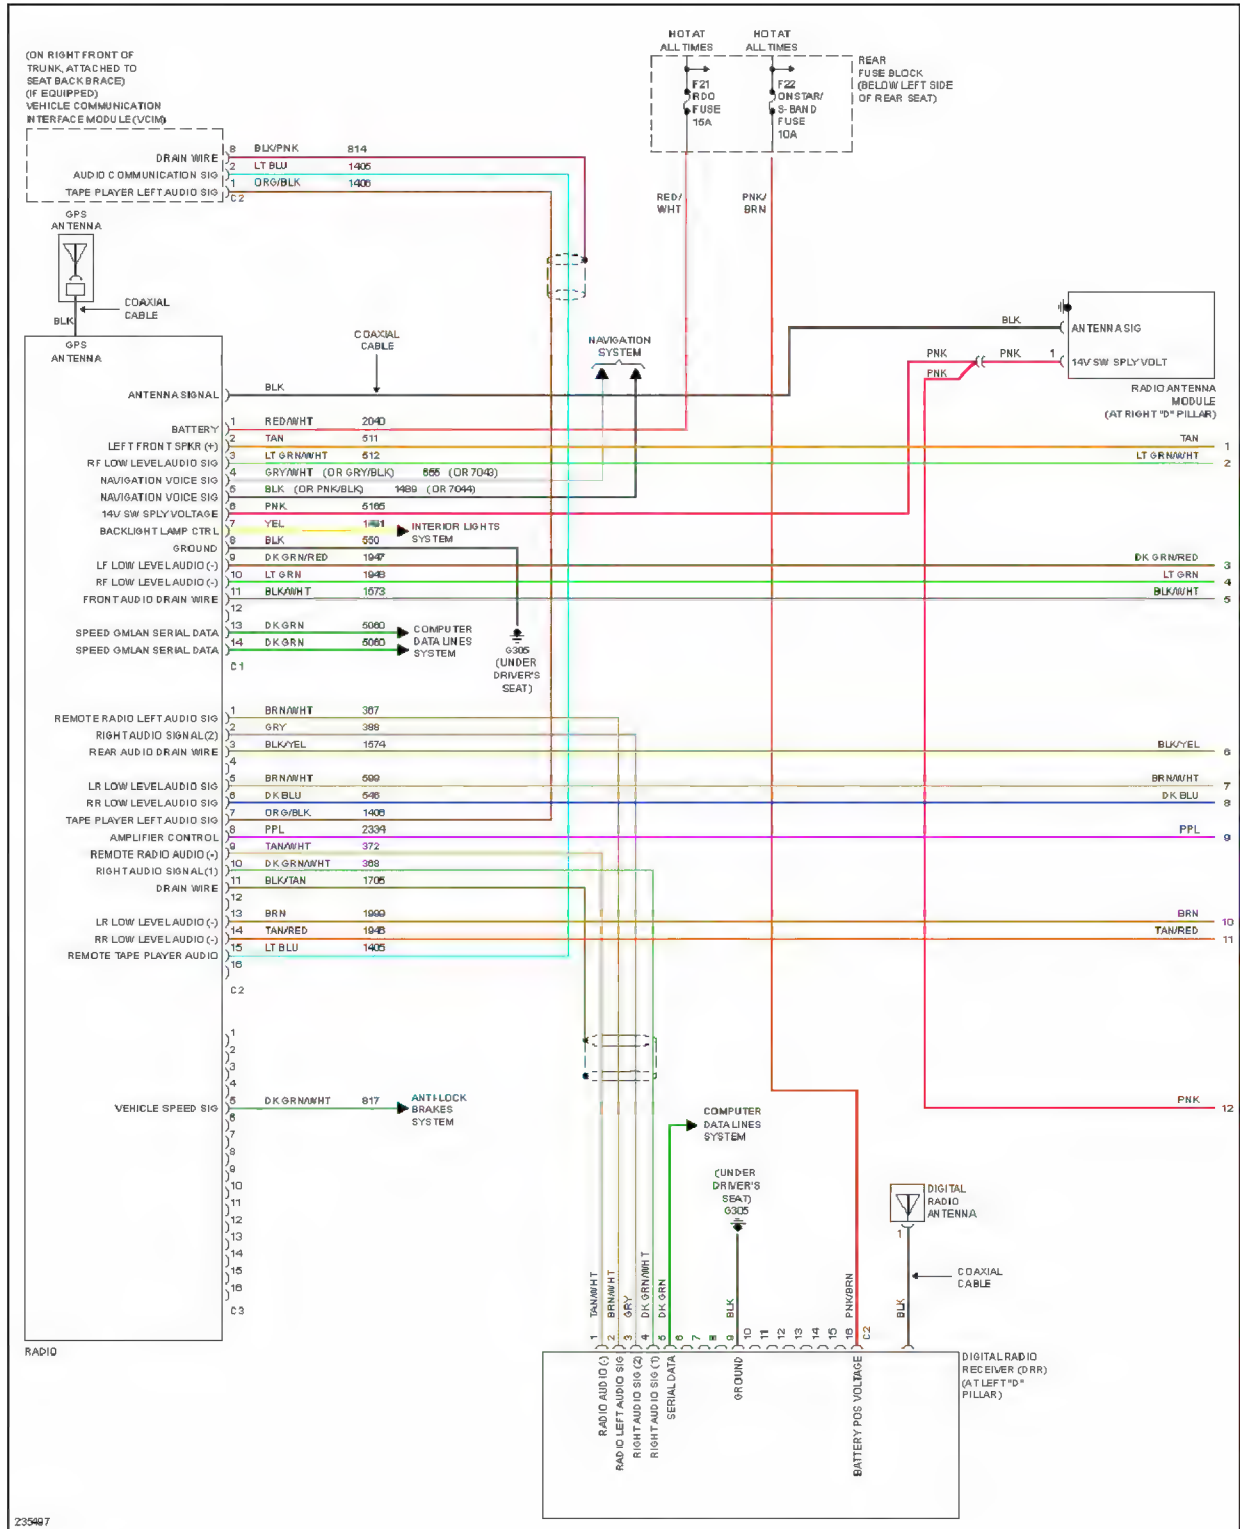 (ON RIGHT FRONT OF
TRUNK, ATTACHED TO
SEAT BACK BRACE)
(IF EQUIPPED)
VEHICLE COMMUNICATION
INTERFACE MODULE (VCIM)
DRAIN WIRE 8 BLK/PNK 814
AUDIO COMMUNICATION SIG 2 LT BLU 1405
TAPE PLAYER LEFT AUDIO SIG 1 ORG/BLK 1406
C2
HOT AT
ALL TIMES
HOT AT
ALL TIMES
F21
RDO
FUSE
15A
F22
ONSTAR/
S-BAND
FUSE
10A
REAR
FUSE BLOCK
(BELOW LEFT SIDE
OF REAR SEAT)
RED/
WHT
PNK/
BRN
GPS
ANTENNA
COAXIAL
CABLE
BLK
GPS
ANTENNA
COAXIAL
CABLE
NAVIGATION
SYSTEM
BLK
ANTENNA SIG
PNK
PNK
1
14V SW SPLY VOLT
PNK
RADIO ANTENNA
MODULE
(AT RIGHT "D" PILLAR)
ANTENNA SIGNAL BLK
BATTERY 1 RED/WHT 2040
LEFT FRONT SPKR (+) 2 TAN 511 TAN 1
RF LOW LEVEL AUDIO SIG 3 LT GRN/WHT 512 LT GRN/WHT 2
NAVIGATION VOICE SIG 4 GRY/WHT (OR GRY/BLK) 555 (OR 7043)
NAVIGATION VOICE SIG 5 BLK (OR PNK/BLK) 1489 (OR 7044)
14V SW SPLY VOLTAGE 6 PNK 5165
BACKLIGHT LAMP CTRL 7 YEL INTERIOR LIGHTS
SYSTEM
GROUND 8 BLK 550
LF LOW LEVEL AUDIO (-) 9 DK GRN/RED 1947 DK GRN/RED 3
RF LOW LEVEL AUDIO (-) 10 LT GRN 1948 LT GRN 4
FRONT AUDIO DRAIN WIRE 11 BLK/WHT 1573 BLK/WHT 5
12
SPEED GMLAN SERIAL DATA 13 DK GRN 5060 COMPUTER
DATA LINES
SYSTEM
SPEED GMLAN SERIAL DATA 14 DK GRN 5060
C1
G305
(UNDER
DRIVER'S
SEAT)
REMOTE RADIO LEFT AUDIO SIG 1 BRN/WHT 367
RIGHT AUDIO SIGNAL(2) 2 GRY 368
REAR AUDIO DRAIN WIRE 3 BLK/YEL 1574 BLK/YEL 6
4
LR LOW LEVEL AUDIO SIG 5 BRN/WHT 599 BRN/WHT 7
RR LOW LEVEL AUDIO SIG 6 DK BLU 546 DK BLU 8
TAPE PLAYER LEFT AUDIO SIG 7 ORG/BLK 1406
AMPLIFIER CONTROL 8 PPL 2334 PPL 9
REMOTE RADIO AUDIO (-) 9 TAN/WHT 372
RIGHT AUDIO SIGNAL(1) 10 DK GRN/WHT 368
DRAIN WIRE 11 BLK/TAN 1705
12
LR LOW LEVEL AUDIO (-) 13 BRN 1999 BRN 10
RR LOW LEVEL AUDIO (-) 14 TAN/RED 1946 TAN/RED 11
REMOTE TAPE PLAYER AUDIO 15 LT BLU 1405
16
C2
1
2
3
4
VEHICLE SPEED SIG 5 DK GRN/WHT 817 ANTI-LOCK
BRAKES
SYSTEM
PNK 12
6
7
8
9
10
11
12
13
14
15
16
C3
RADIO
COMPUTER
DATA LINES
SYSTEM
(UNDER
DRIVER'S
SEAT)
G305
DIGITAL
RADIO
ANTENNA
1
COAXIAL
CABLE
BLK
TAN/WHT
BRN/WHT
GRY
DK GRN/WHT
DK GRN
BLK
PNK/BRN
1 2 3 4 5 6 7 8 9 10 11 12 13 14 15 16 C2
RADIO AUDIO (-)
RADIO LEFT AUDIO SIG
RIGHT AUDIO SIG (2)
RIGHT AUDIO SIG (1)
SERIAL DATA
GROUND
BATTERY POS VOLTAGE
DIGITAL RADIO
RECEIVER (DRR)
(AT LEFT "D"
PILLAR)
235497